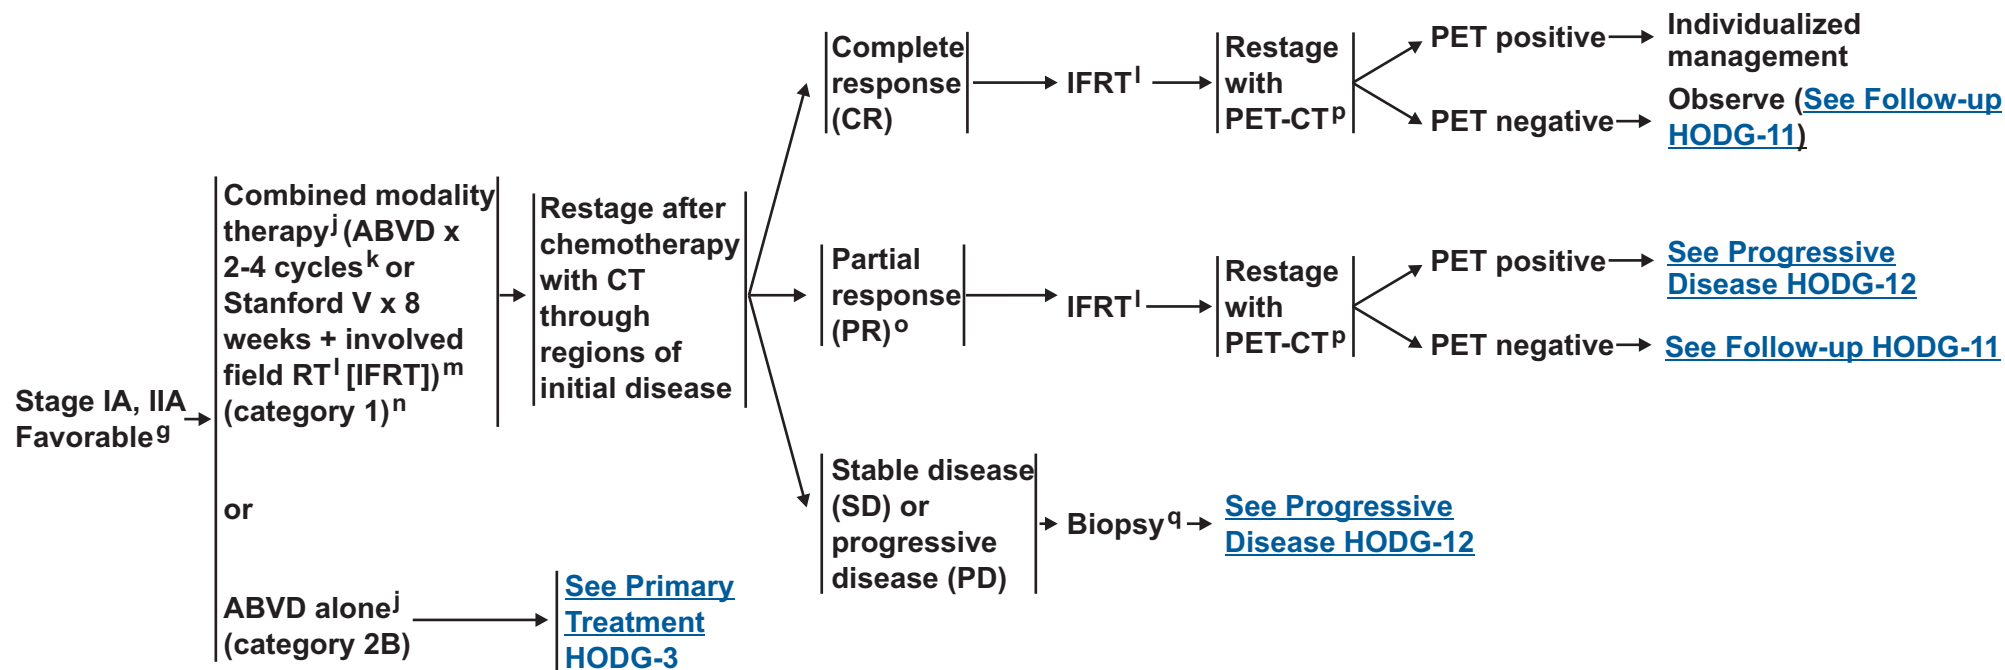 Stage IA, IIA
Favorable g
Combined modality
therapy j (ABVD x
2-4 cycles k or
Stanford V x 8
weeks + involved
field RT l [IFRT]) m
(category 1) n
or
ABVD alone j
(category 2B)
See Primary
Treatment
HODG-3
Restage after
chemotherapy
with CT
through
regions of
initial disease
Complete
response
(CR)
IFRT l
Restage
with
PET-CT p
PET positive
Individualized
management
PET negative
Observe (See Follow-up
HODG-11)
Partial
response
(PR) o
IFRT l
Restage
with
PET-CT p
PET positive
See Progressive
Disease HODG-12
PET negative
See Follow-up HODG-11
Stable disease
(SD) or
progressive
disease (PD)
Biopsy q
See Progressive
Disease HODG-12